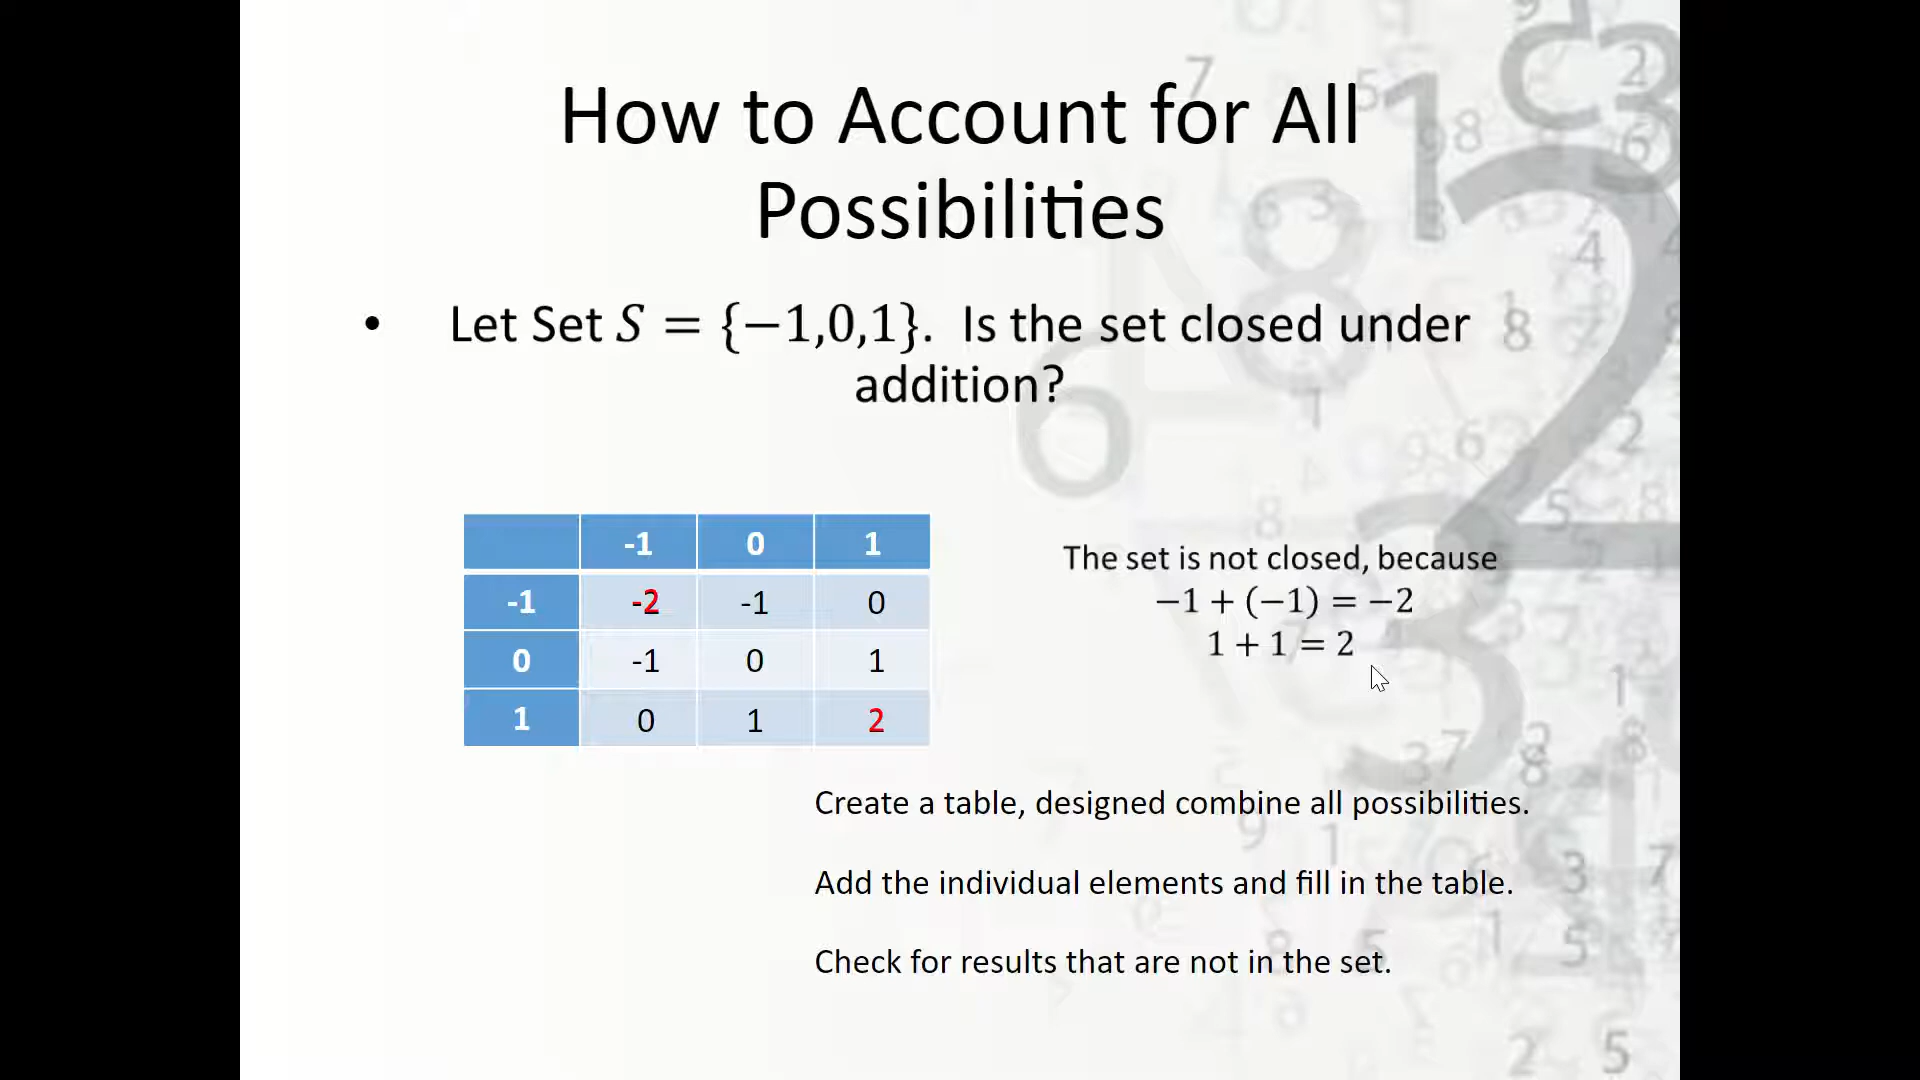 How to Account for All
Possibilities
• Let Set S = {−1,0,1}. Is the set closed under
addition?
-1 0 1
-1 -2 -1 0
0 -1 0 1
1 0 1 2
The set is not closed, because
−1 + (−1) = −2
1 + 1 = 2
Create a table, designed combine all possibilities.
Add the individual elements and fill in the table.
Check for results that are not in the set.